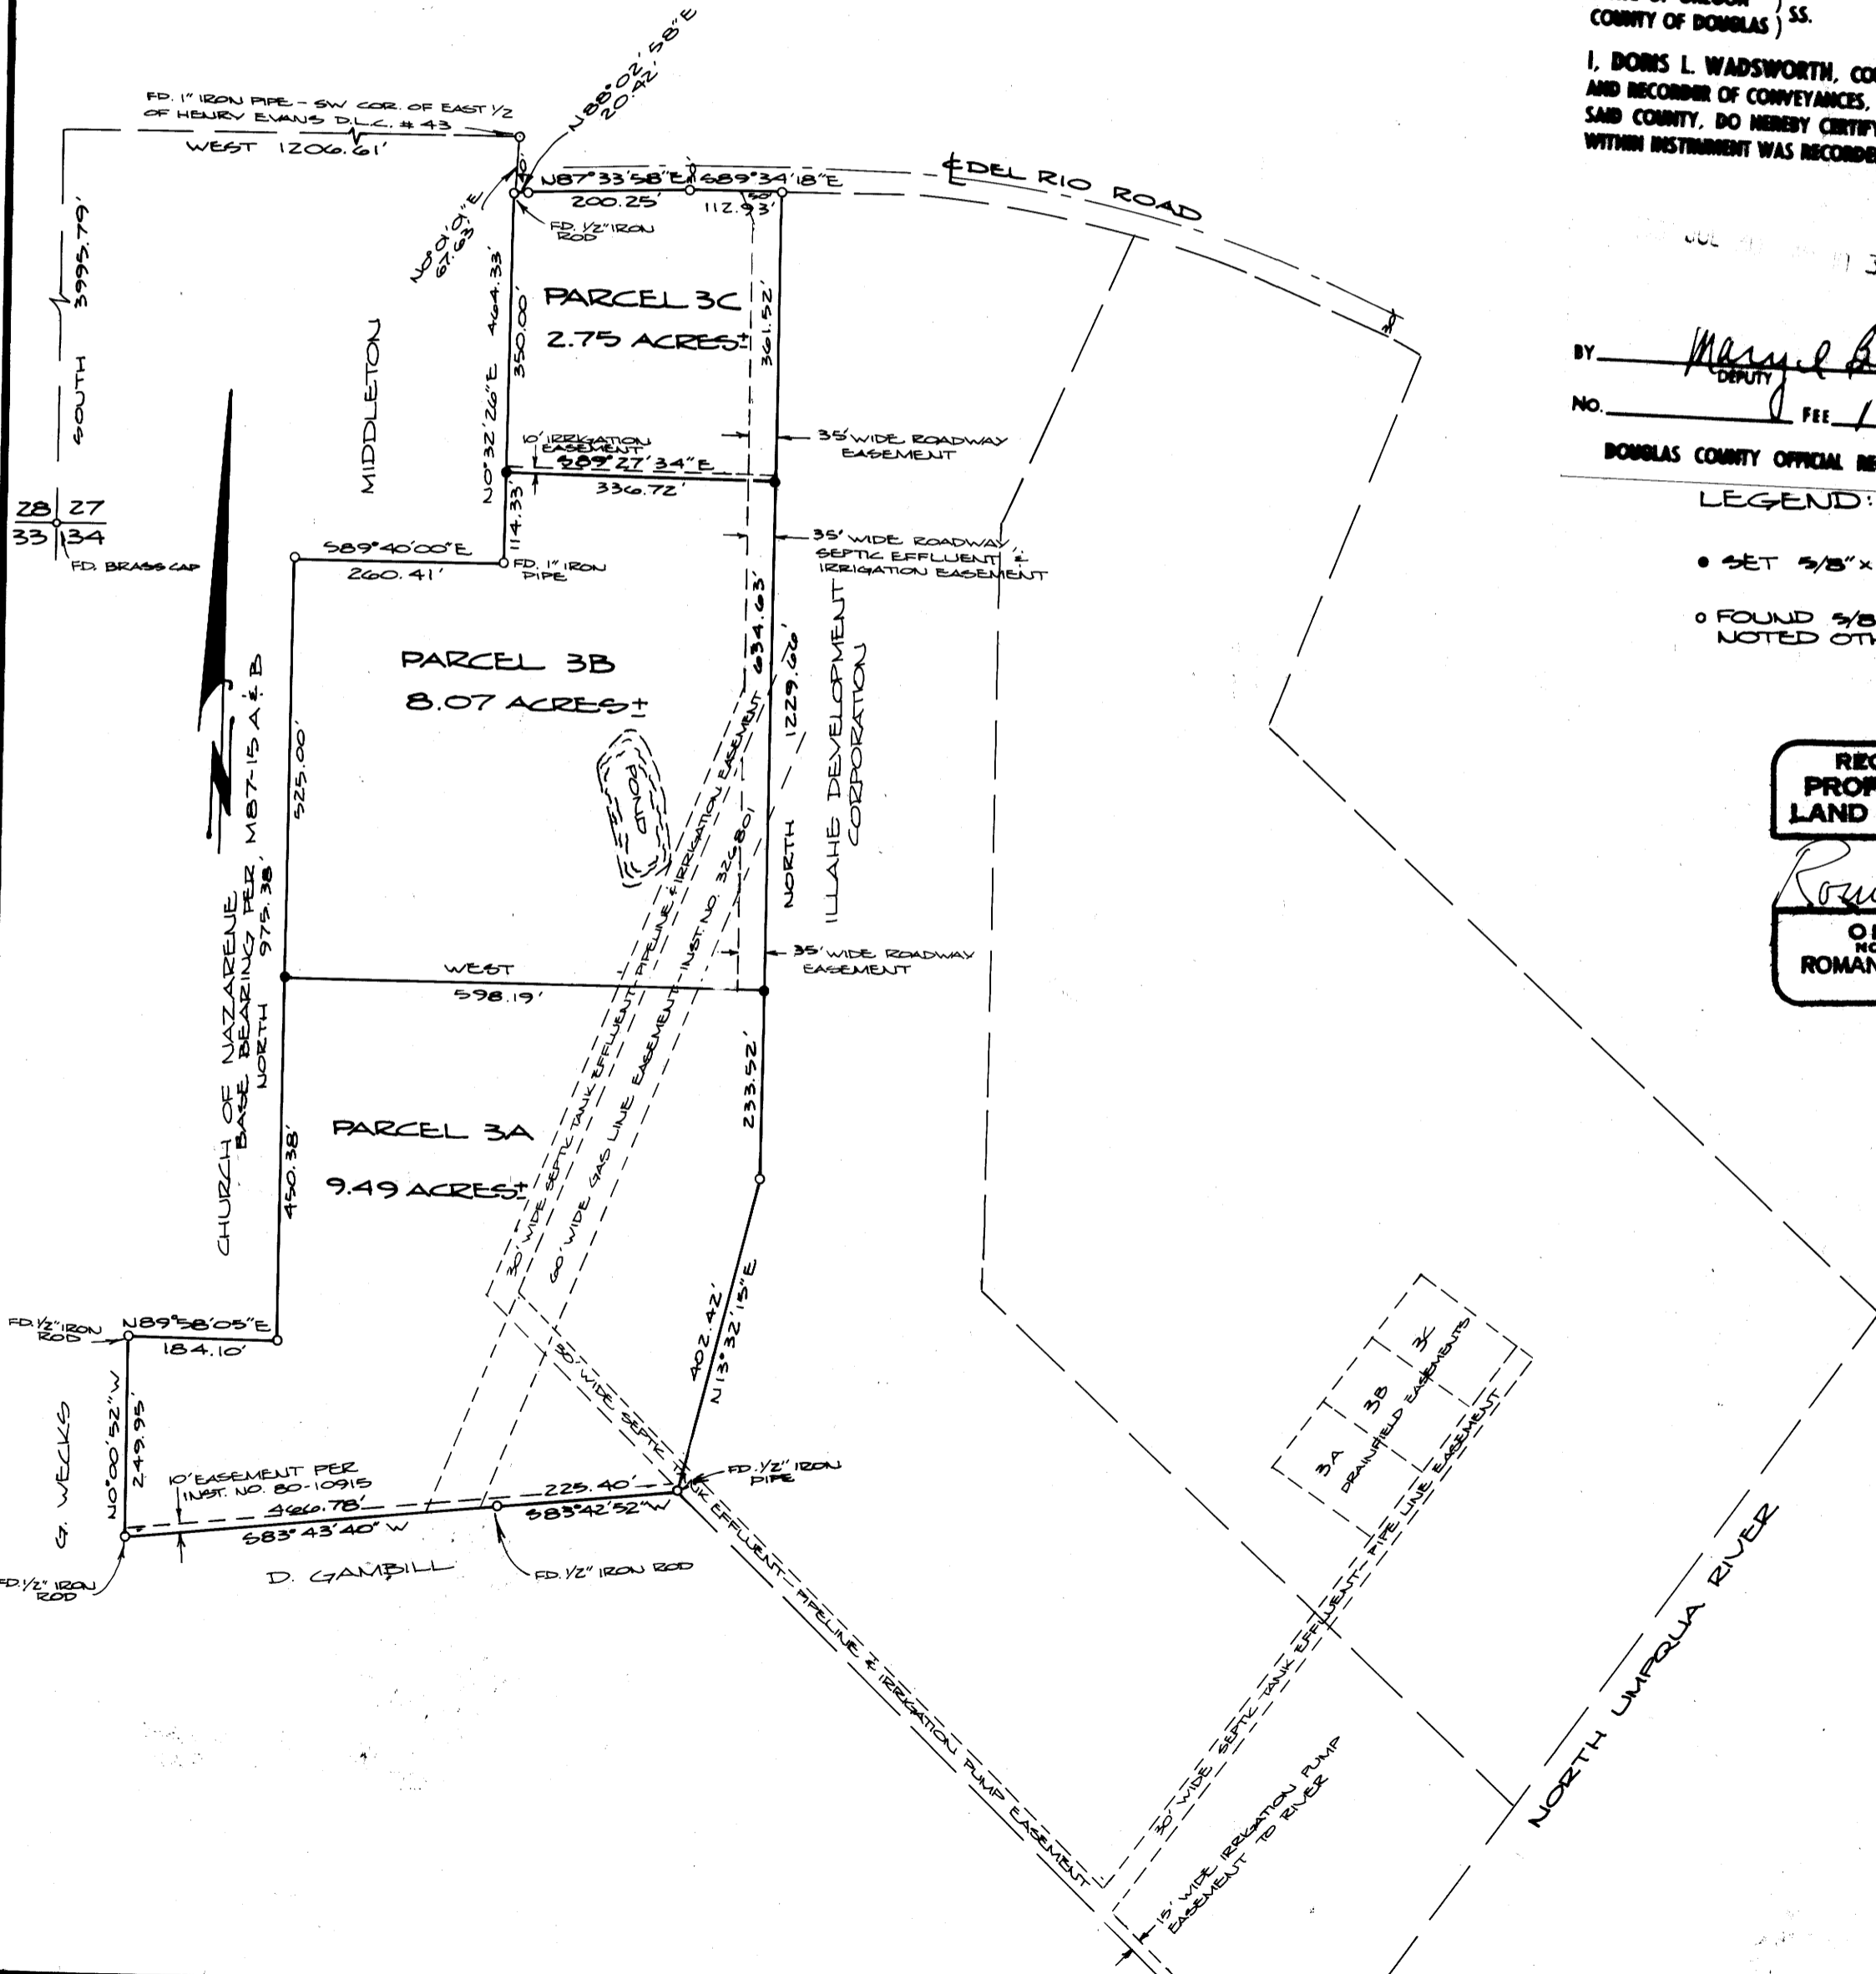 COUNTY OF DOUGLAS ) SS.
I, DORIS L. WADSWORTH,
AND RECORDER OF CONVEYANCES,
SAID COUNTY, DO HEREBY CERTIFY
WITHIN INSTRUMENT WAS RECORDED
JUL
BY
DEPUTY
NO. FEE
DOUGLAS COUNTY OFFICIAL
LEGEND:
• SET 5/8" x
o FOUND 5/8
NOTED
LAND
N88°02'58"E
20.42'
FD. 1" IRON PIPE - SW COR. OF EAST 1/2
OF HENRY EVANS D.L.C. # 43
WEST 1206.61'
SOUTH 3995.79'
28 27
33 34
FD. BRASS CAP
67.63'
N87°33'58"E
200.25'
S89°34'18"E
112.93'
℄ DEL RIO ROAD
30'
FD. 1/2" IRON
ROD
N0°32'26"E 464.33'
350.00'
PARCEL 3C
2.75 ACRES±
361.52'
MIDDLETON
10' IRRIGATION
EASEMENT
S89°27'34"E
336.72'
35' WIDE ROADWAY
EASEMENT
114.33'
S89°40'00"E
260.41'
FD. 1" IRON
PIPE
35' WIDE ROADWAY,
SEPTIC EFFLUENT &
IRRIGATION EASEMENT
634.63'
NORTH 1229.66'
ILLAHE DEVELOPMENT
CORPORATION
PARCEL 3B
8.07 ACRES±
POND
525.00'
CHURCH OF NAZARENE
BASE BEARING PER M87-15 A & B
NORTH 975.38'
30' WIDE SEPTIC TANK EFFLUENT-PIPELINE & IRRIGATION EASEMENT
60' WIDE GAS LINE EASEMENT - INST. NO. 326801
WEST
598.19'
35' WIDE ROADWAY
EASEMENT
233.52'
PARCEL 3A
9.49 ACRES±
450.38'
402.42'
N13°32'15"E
FD. 1/2" IRON
ROD
N89°58'05"E
184.10'
G. WECKS
N0°00'52"W
249.95'
10' EASEMENT PER
INST. NO. 80-10915
466.78'
S83°43'40"W
225.40'
S83°42'52"W
FD. 1/2" IRON
PIPE
FD. 1/2" IRON
ROD
D. GAMBILL
FD. 1/2" IRON ROD
30' WIDE SEPTIC TANK EFFLUENT-PIPELINE & IRRIGATION PUMP EASEMENT
3A 3B 3C
DRAINFIELD EASEMENTS
30' WIDE SEPTIC TANK EFFLUENT-PIPE LINE EASEMENT
15' WIDE IRRIGATION PUMP
EASEMENT TO RIVER
NORTH UMPQUA RIVER